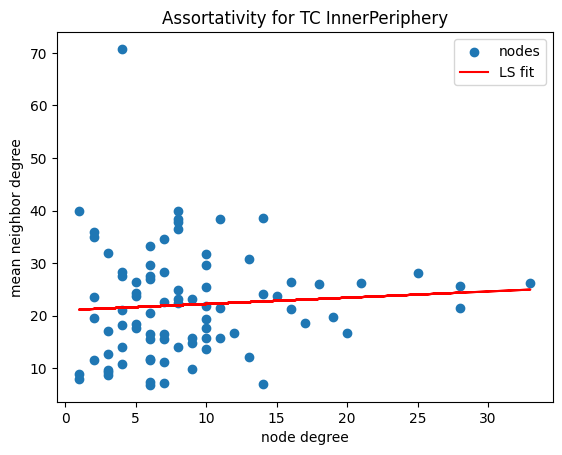 Assortativity for TC InnerPeriphery
nodes
LS fit
mean neighbor degree
70
60
50
40
30
20
10
0
5
10
15
20
25
30
node degree